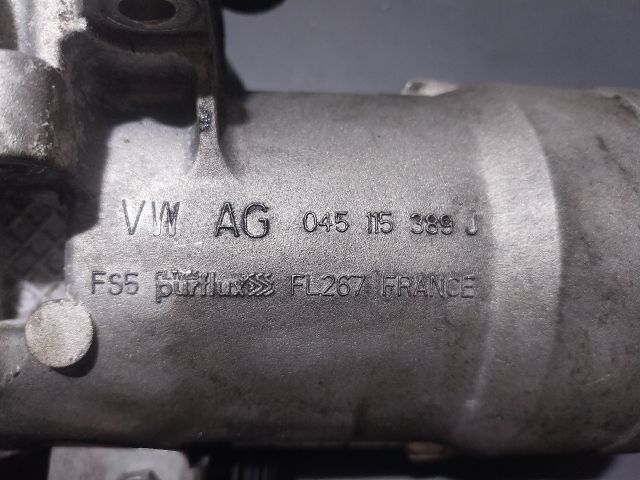 VW AG 045 115 389 J
FS5 purflux FL267 FRANCE